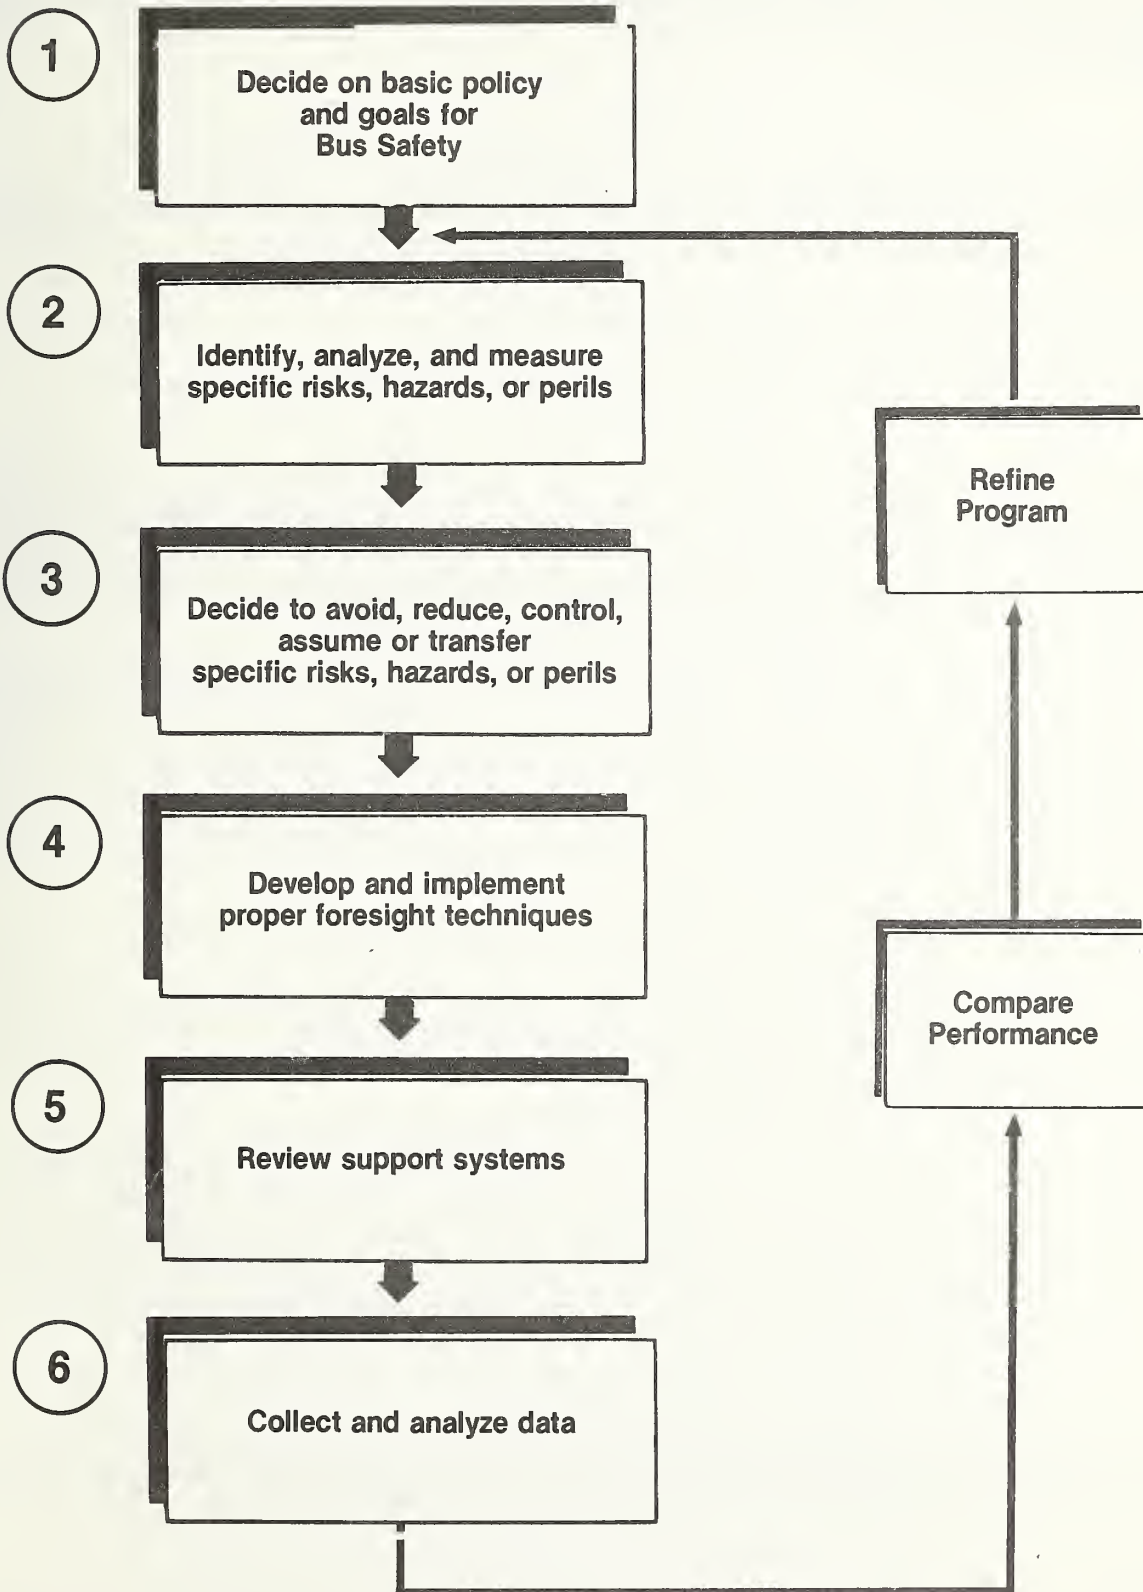 1
Decide on basic policy
and goals for
Bus Safety
2
Identify, analyze, and measure
specific risks, hazards, or perils
3
Decide to avoid, reduce, control,
assume or transfer
specific risks, hazards, or perils
4
Develop and implement
proper foresight techniques
5
Review support systems
6
Collect and analyze data
Compare
Performance
Refine
Program